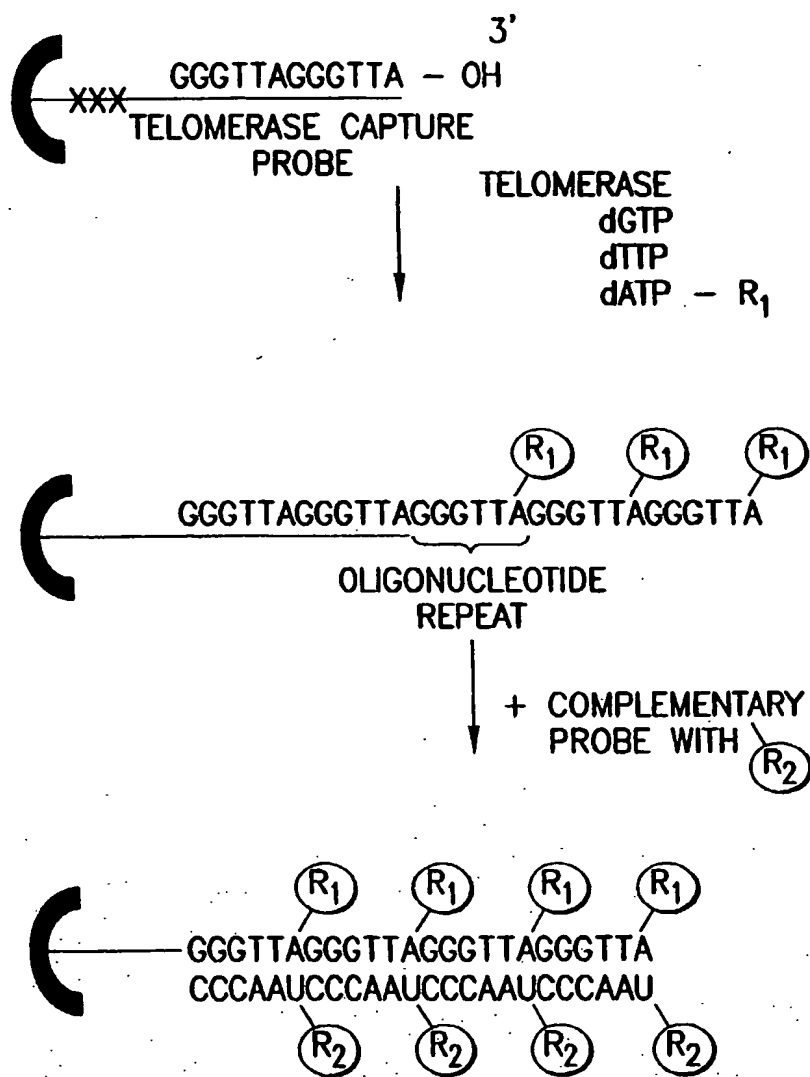 3'
GGGTTAGGGTTA – OH
XXX
TELOMERASE CAPTURE
PROBE
TELOMERASE
dGTP
dTTP
dATP – R1
R1 R1 R1
GGGTTAGGGTTAGGGTTAGGGTTAGGGTTA
OLIGONUCLEOTIDE
REPEAT
+ COMPLEMENTARY
PROBE WITH
R2
R1 R1 R1 R1
GGGTTAGGGTTAGGGTTAGGGTTA
CCCAAUCCCAAUCCCAAUCCCAAU
R2 R2 R2 R2